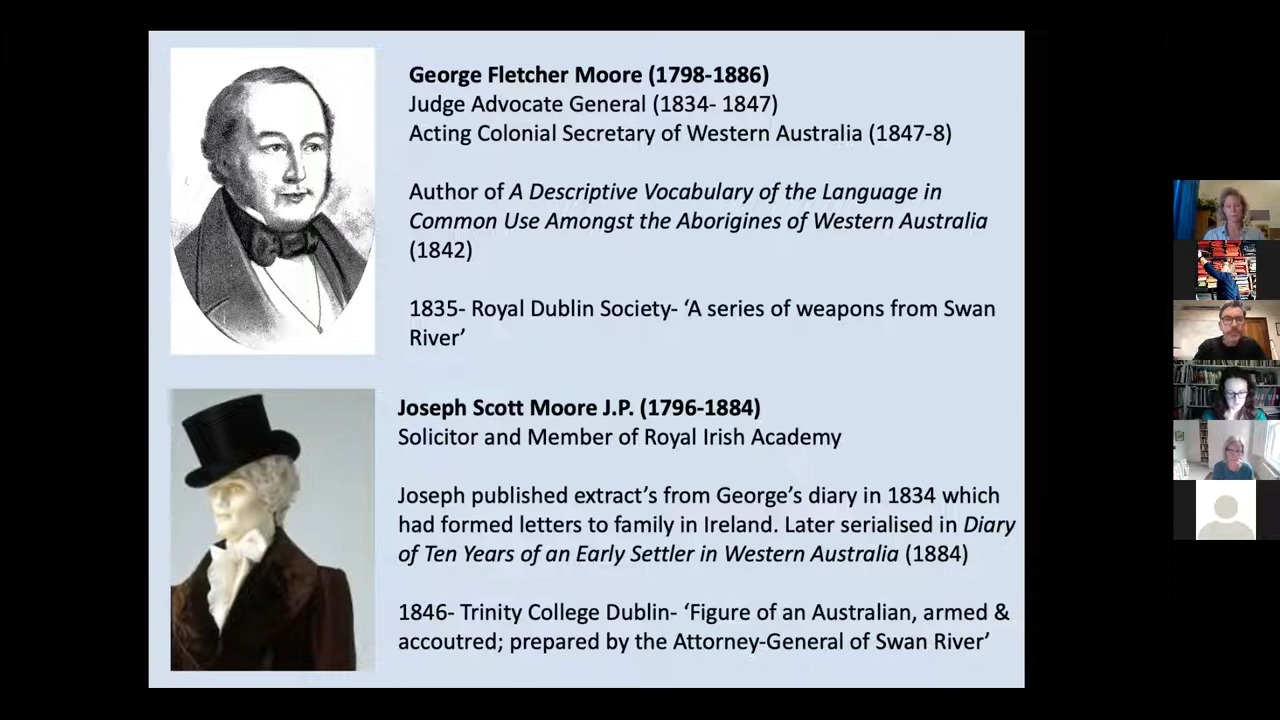 George Fletcher Moore (1798-1886)
Judge Advocate General (1834- 1847)
Acting Colonial Secretary of Western Australia (1847-8)
Author of A Descriptive Vocabulary of the Language in
Common Use Amongst the Aborigines of Western Australia
(1842)
1835- Royal Dublin Society- ‘A series of weapons from Swan
River’
Joseph Scott Moore J.P. (1796-1884)
Solicitor and Member of Royal Irish Academy
Joseph published extract’s from George’s diary in 1834 which
had formed letters to family in Ireland. Later serialised in Diary
of Ten Years of an Early Settler in Western Australia (1884)
1846- Trinity College Dublin- ‘Figure of an Australian, armed &
accoutred; prepared by the Attorney-General of Swan River’